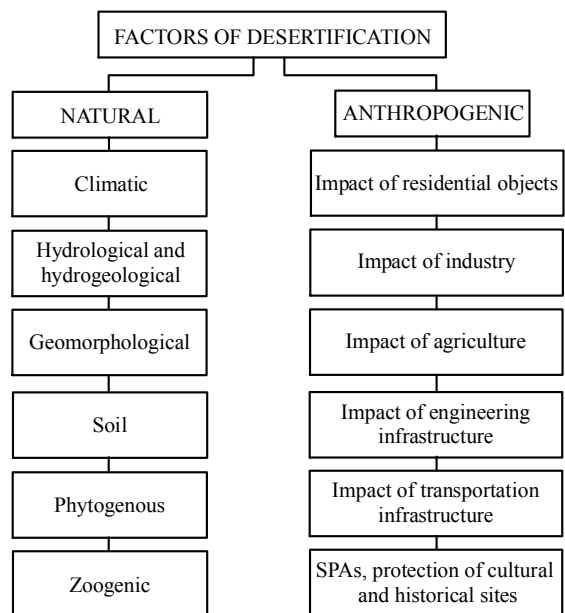 FACTORS OF DESERTIFICATION
NATURAL
Climatic
Hydrological and
hydrogeological
Geomorphological
Soil
Phytogenous
Zoogenic
ANTHROPOGENIC
Impact of residential objects
Impact of industry
Impact of agriculture
Impact of engineering
infrastructure
Impact of transportation
infrastructure
SPAs, protection of cultural
and historical sites